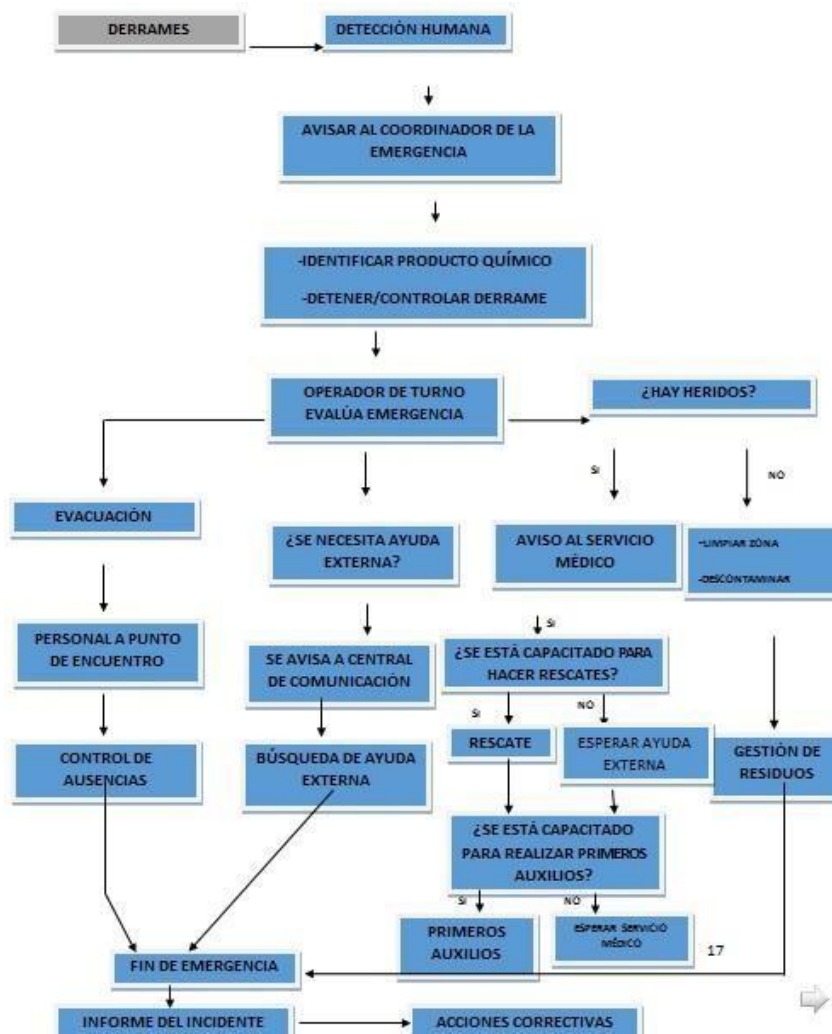 DERRAMES
DETECCIÓN HUMANA
AVISAR AL COORDINADOR DE LA
EMERGENCIA
-IDENTIFICAR PRODUCTO QUÍMICO
-DETENER/CONTROLAR DERRAME
OPERADOR DE TURNO
EVALÚA EMERGENCIA
¿HAY HERIDOS?
SI
NO
EVACUACIÓN
¿SE NECESITA AYUDA
EXTERNA?
AVISO AL SERVICIO
MÉDICO
-LIMPIAR ZONA
-DESCONTAMINAR
SI
PERSONAL A PUNTO
DE ENCUENTRO
SE AVISA A CENTRAL
DE COMUNICACIÓN
¿SE ESTÁ CAPACITADO PARA
HACER RESCATES?
SI
NO
CONTROL DE
AUSENCIAS
BÚSQUEDA DE AYUDA
EXTERNA
RESCATE
ESPERAR AYUDA
EXTERNA
GESTIÓN DE
RESIDUOS
¿SE ESTÁ CAPACITADO
PARA REALIZAR PRIMEROS
AUXILIOS?
SI
NO
PRIMEROS
AUXILIOS
ESPERAR SERVICIO
MÉDICO
17
FIN DE EMERGENCIA
INFORME DEL INCIDENTE
ACCIONES CORRECTIVAS